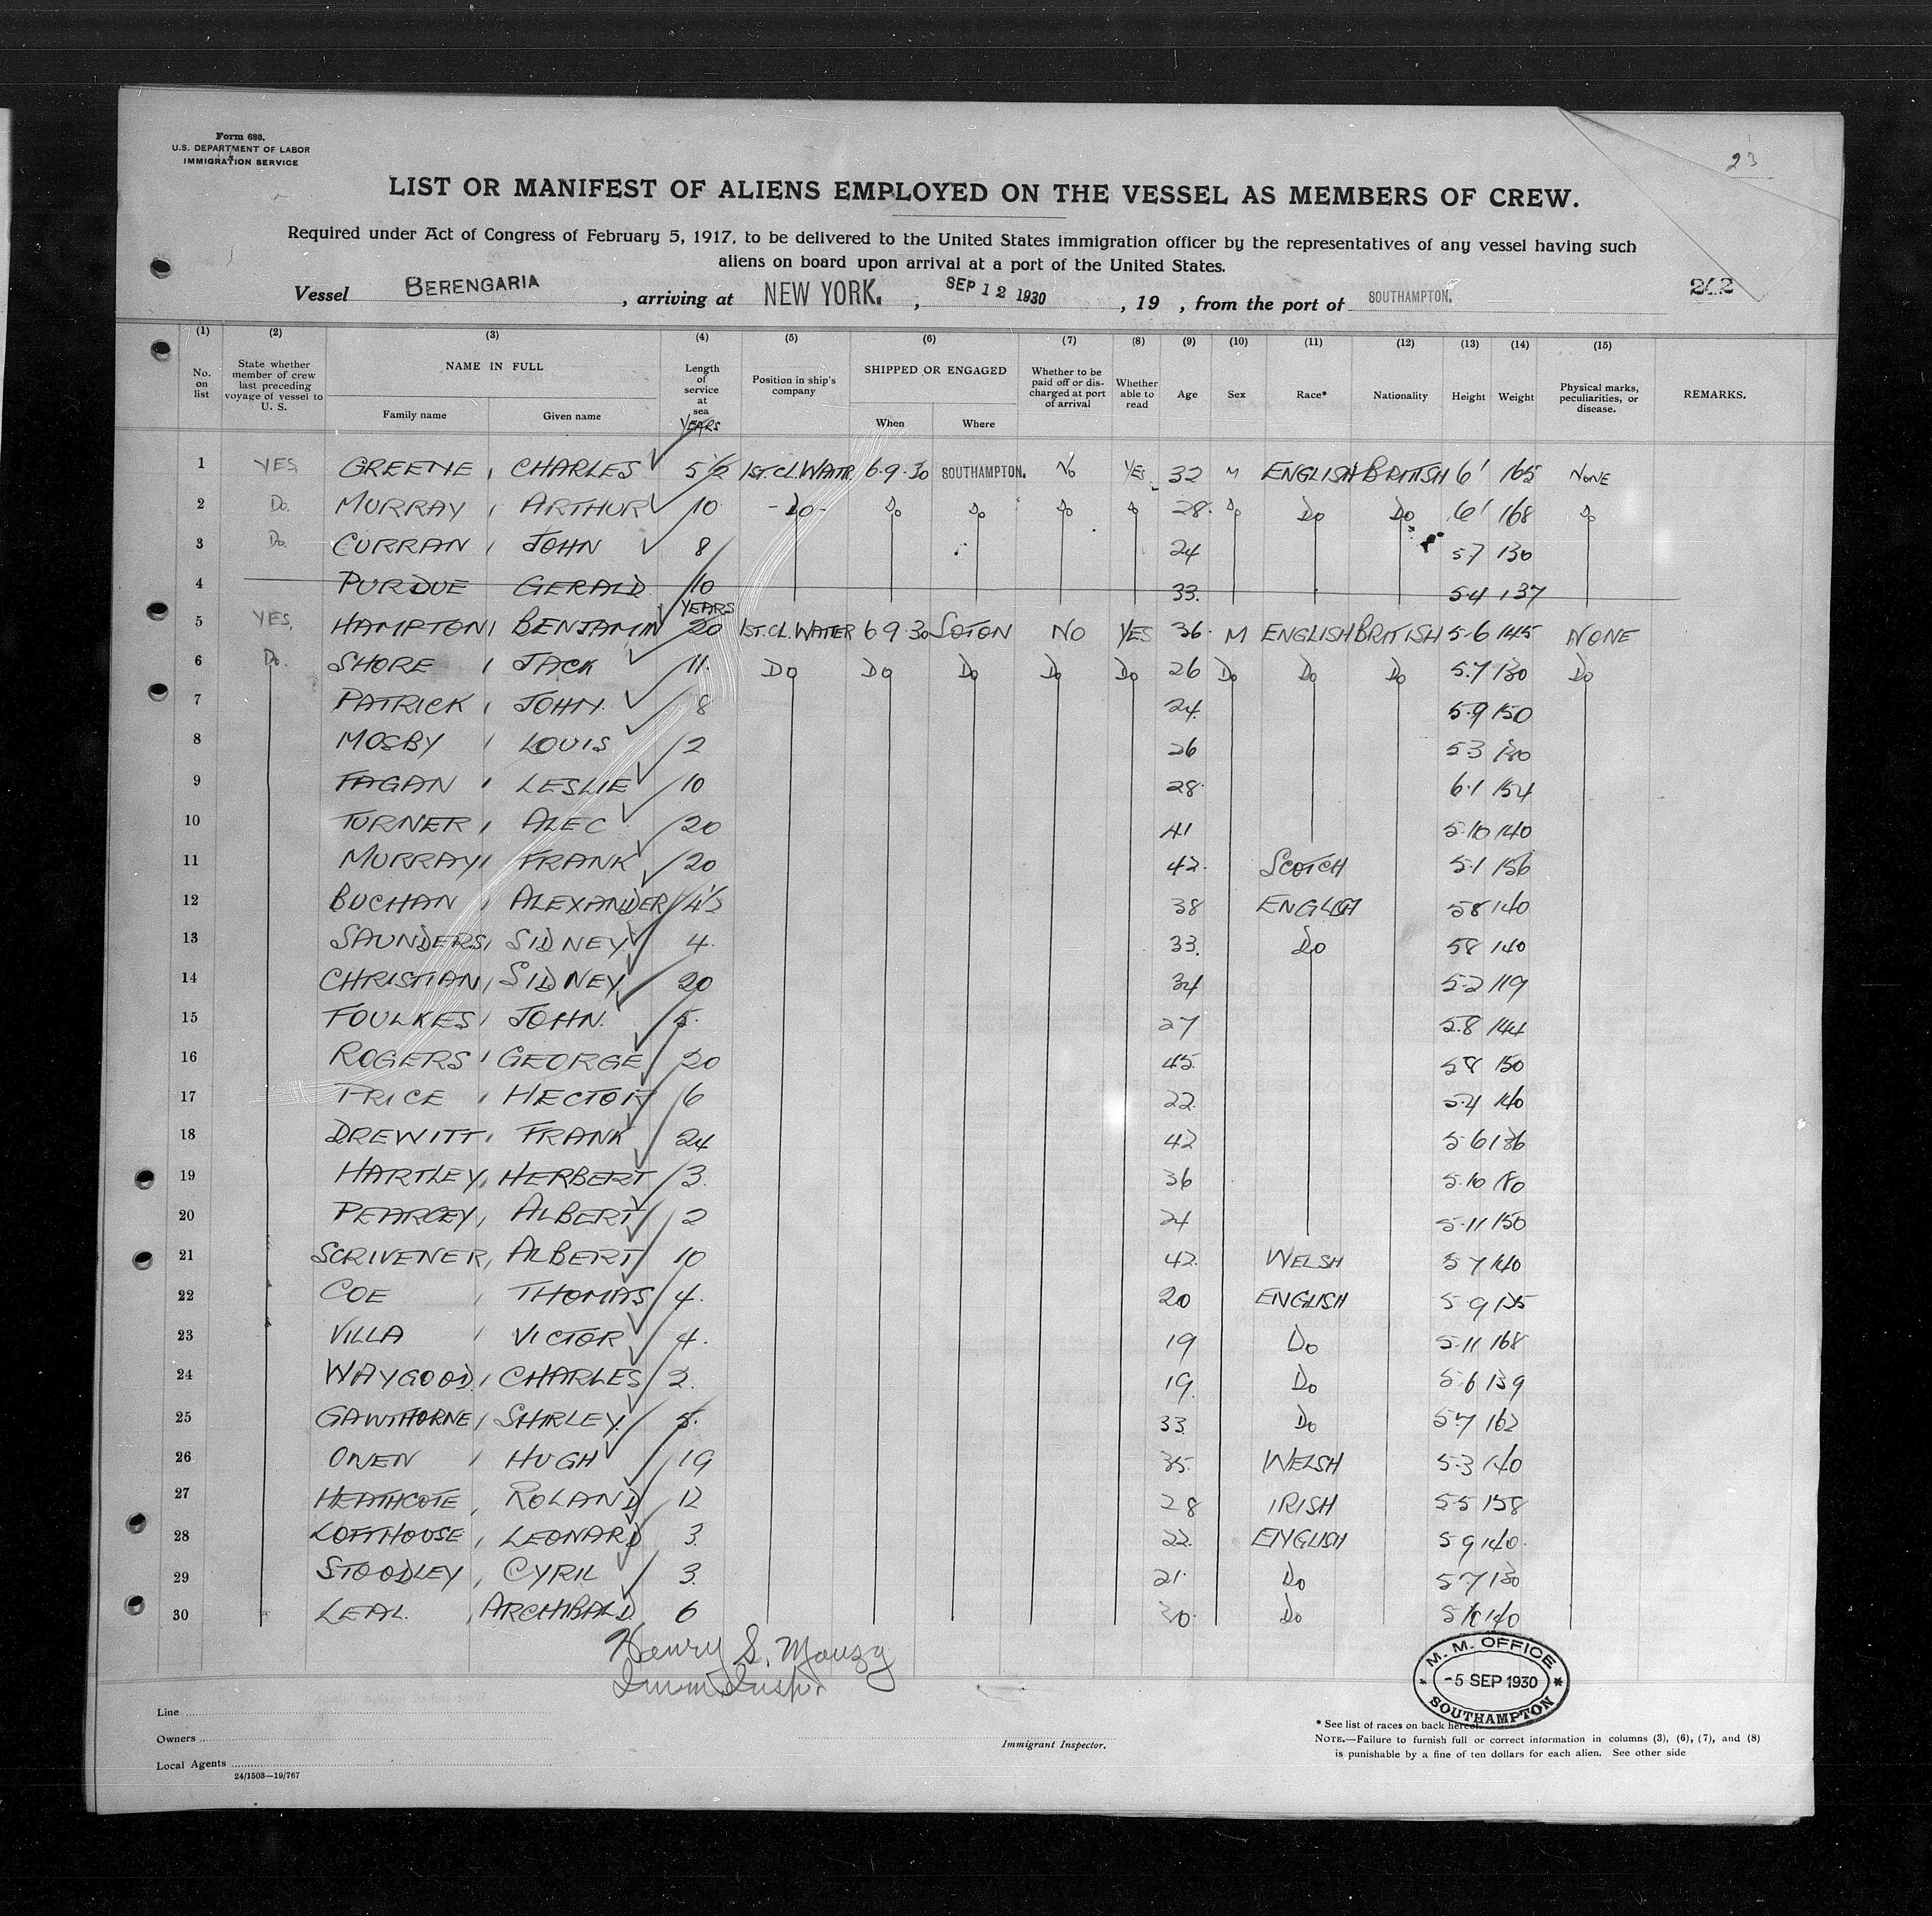 Form 680.
U.S. DEPARTMENT OF LABOR
IMMIGRATION SERVICE
23
LIST OR MANIFEST OF ALIENS EMPLOYED ON THE VESSEL AS MEMBERS OF CREW.
Required under Act of Congress of February 5, 1917, to be delivered to the United States immigration officer by the representatives of any vessel having such
aliens on board upon arrival at a port of the United States.
Vessel BERENGARIA , arriving at NEW YORK. , SEP 12 1930 , 19 , from the port of SOUTHAMPTON. 242
(1) (2) (3) (4) (5) (6) (7) (8) (9) (10) (11) (12) (13) (14) (15)
No. on list State whether member of crew last preceding voyage of vessel to U. S. NAME IN FULL Family name Given name Length of service at sea YEARS Position in ship's company SHIPPED OR ENGAGED When Where Whether to be paid off or discharged at port of arrival Whether able to read Age Sex Race* Nationality Height Weight Physical marks, peculiarities, or disease. REMARKS.
1 YES, GREENE, CHARLES 5½ 1ST.CL.WATR 6-9-30 SOUTHAMPTON. NO YES 32 M ENGLISH BRITISH 6' 165 NONE
2 Do. MURRAY, ARTHUR 10 -Do- Do Do Do Do 28. Do Do Do 6' 168 Do
3 Do. CURRAN, JOHN 8 24 5.7 130
4 PURDUE GERALD 10 33. 5.4 137
YEARS
5 YES, HAMPTON, BENJAMIN 20 1ST.CL.WAITER 6 9.30 SOTON NO YES 36. M ENGLISH BRITISH 5.6 145 NONE
6 Do. SHORE, JACK 11. Do Do Do Do Do 26 Do Do Do 5.7 130 Do
7 PATRICK, JOHN. 8 24. 5.9 150
8 MOSBY, LOUIS 2 26 5.3 130
9 FAGAN, LESLIE 10 28. 6.1 154
10 TURNER, ALEC 20 41 5.10 140
11 MURRAY, FRANK 20 42. SCOTCH 5.1 156
12 BUCHAN, ALEXANDER 4½ 38 ENGLISH 5 8 140
13 SAUNDERS, SIDNEY 4. 33. Do 5 8 140
14 CHRISTIAN, SIDNEY 20 34 5.2 119
15 FOULKES, JOHN. 5. 27 5.8 144
16 ROGERS, GEORGE 20 45. 5 8 150
17 PRICE, HECTOR 6 22. 5.4 140
18 DREWITT, FRANK 24 42 5.6 136
19 HARTLEY, HERBERT 3. 36 5.10 180
20 PEARCEY, ALBERT 2 24 5.11 150
21 SCRIVENER, ALBERT 10 42. WELSH 5 7 140
22 COE, THOMAS 4. 20 ENGLISH 5.9 125
23 VILLA, VICTOR 4. 19 Do 5.11 168
24 WAYGOOD, CHARLES 2. 19. Do 5.6 139
25 GAWTHORNE, SHIRLEY. 5. 33. Do 5.7 162
26 OWEN, HUGH 19 35. WELSH 5.3 140
27 HEATHCOTE, ROLAND 12 28 IRISH 5.5 158
28 LOFTHOUSE, LEONARD 3. 22. ENGLISH 5 9 140.
29 STOODLEY, CYRIL 3. 21. Do 5.7 130
30 LEAL. , ARCHIBALD 6 30. Do 140
Henry S. Mouzy
Imm. Insp.
M. M. OFFICE
-5 SEP 1930
SOUTHAMPTON
Line
Owners
Local Agents
24/1503—19/767
Immigrant Inspector.
* See list of races on back hereof.
NOTE.—Failure to furnish full or correct information in columns (3), (6), (7), and (8)
is punishable by a fine of ten dollars for each alien. See other side